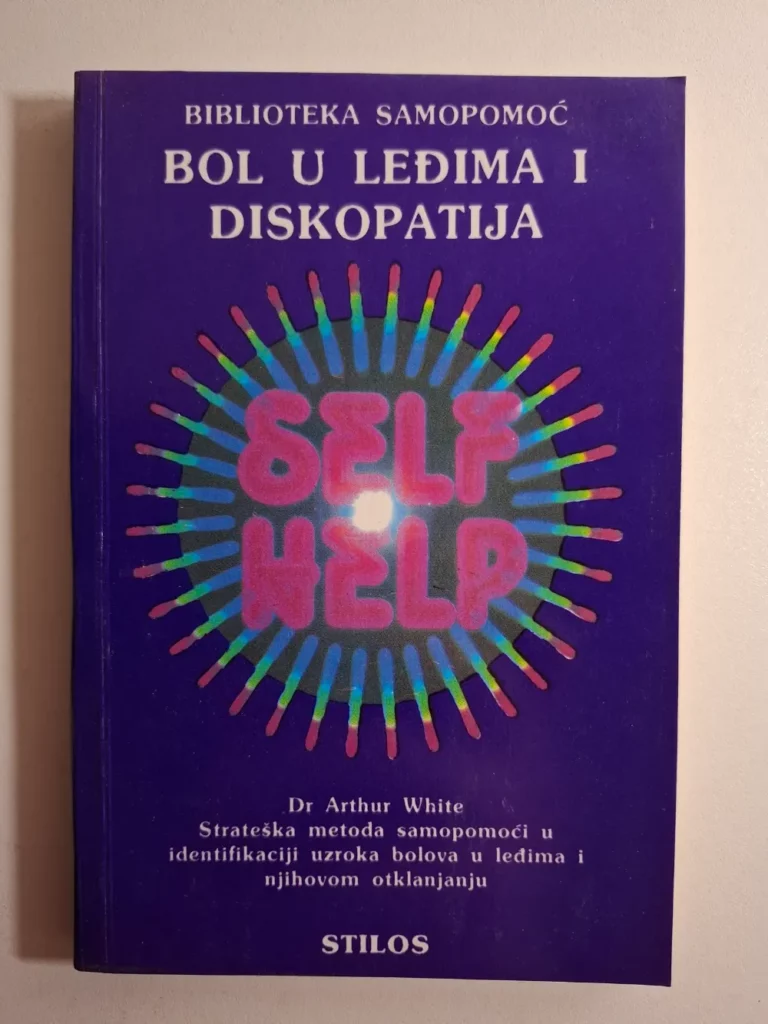 BIBLIOTEKA SAMOPOMOĆ
BOL U LEĐIMA I
DISKOPATIJA
SELF
HELP
Dr Arthur White
Strateška metoda samopomoći u
identifikaciji uzroka bolova u leđima i
njihovom otklanjanju
STILOS